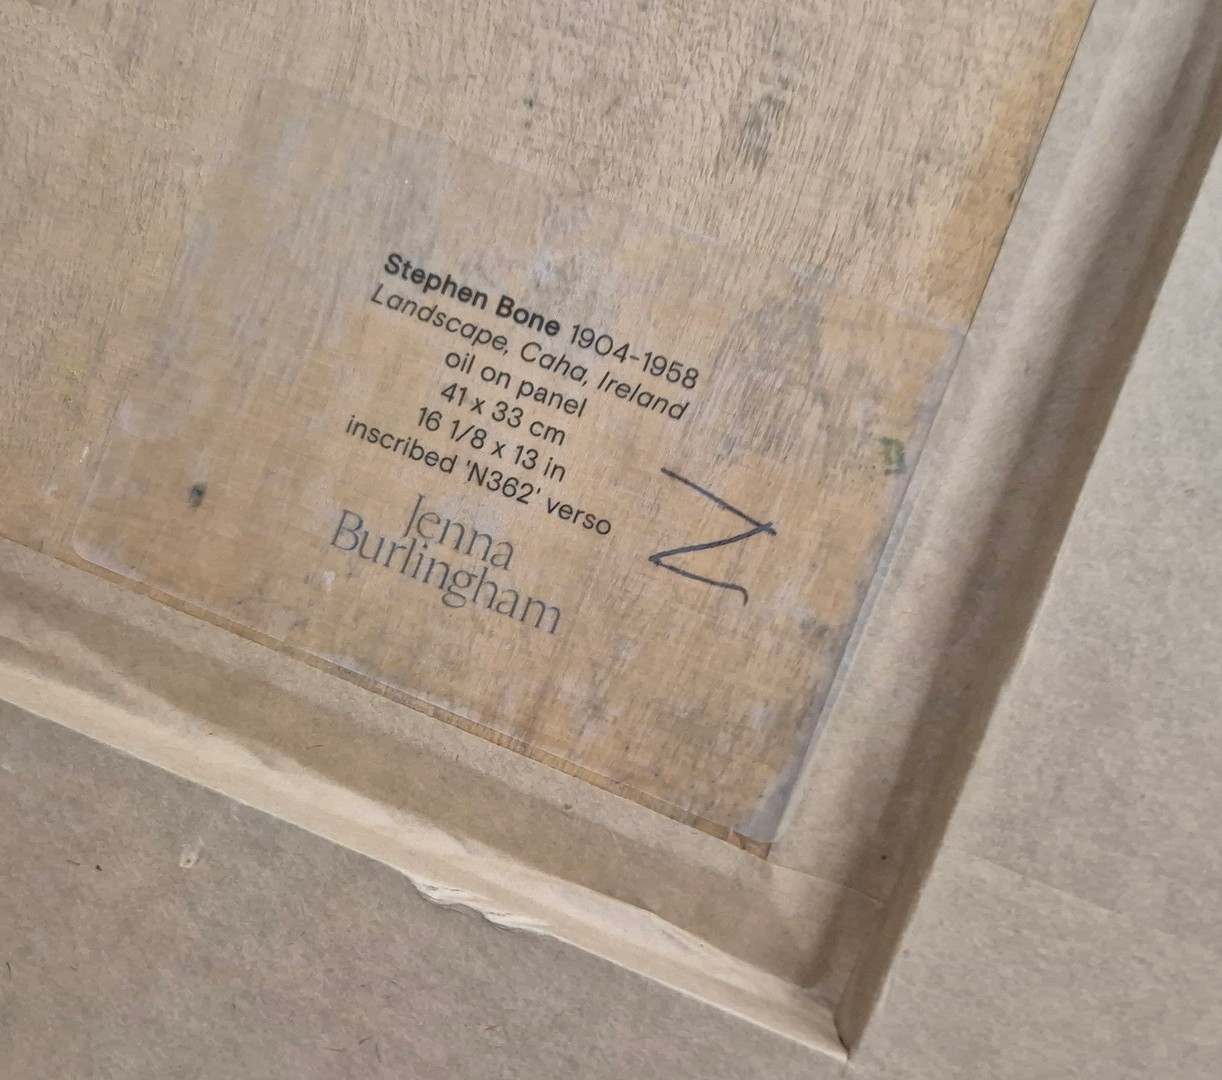 Stephen Bone 1904-1958
Landscape, Caha, Ireland
oil on panel
41 x 33 cm
16 1/8 x 13 in
inscribed 'N362' verso
Jenna
Burlingham
N